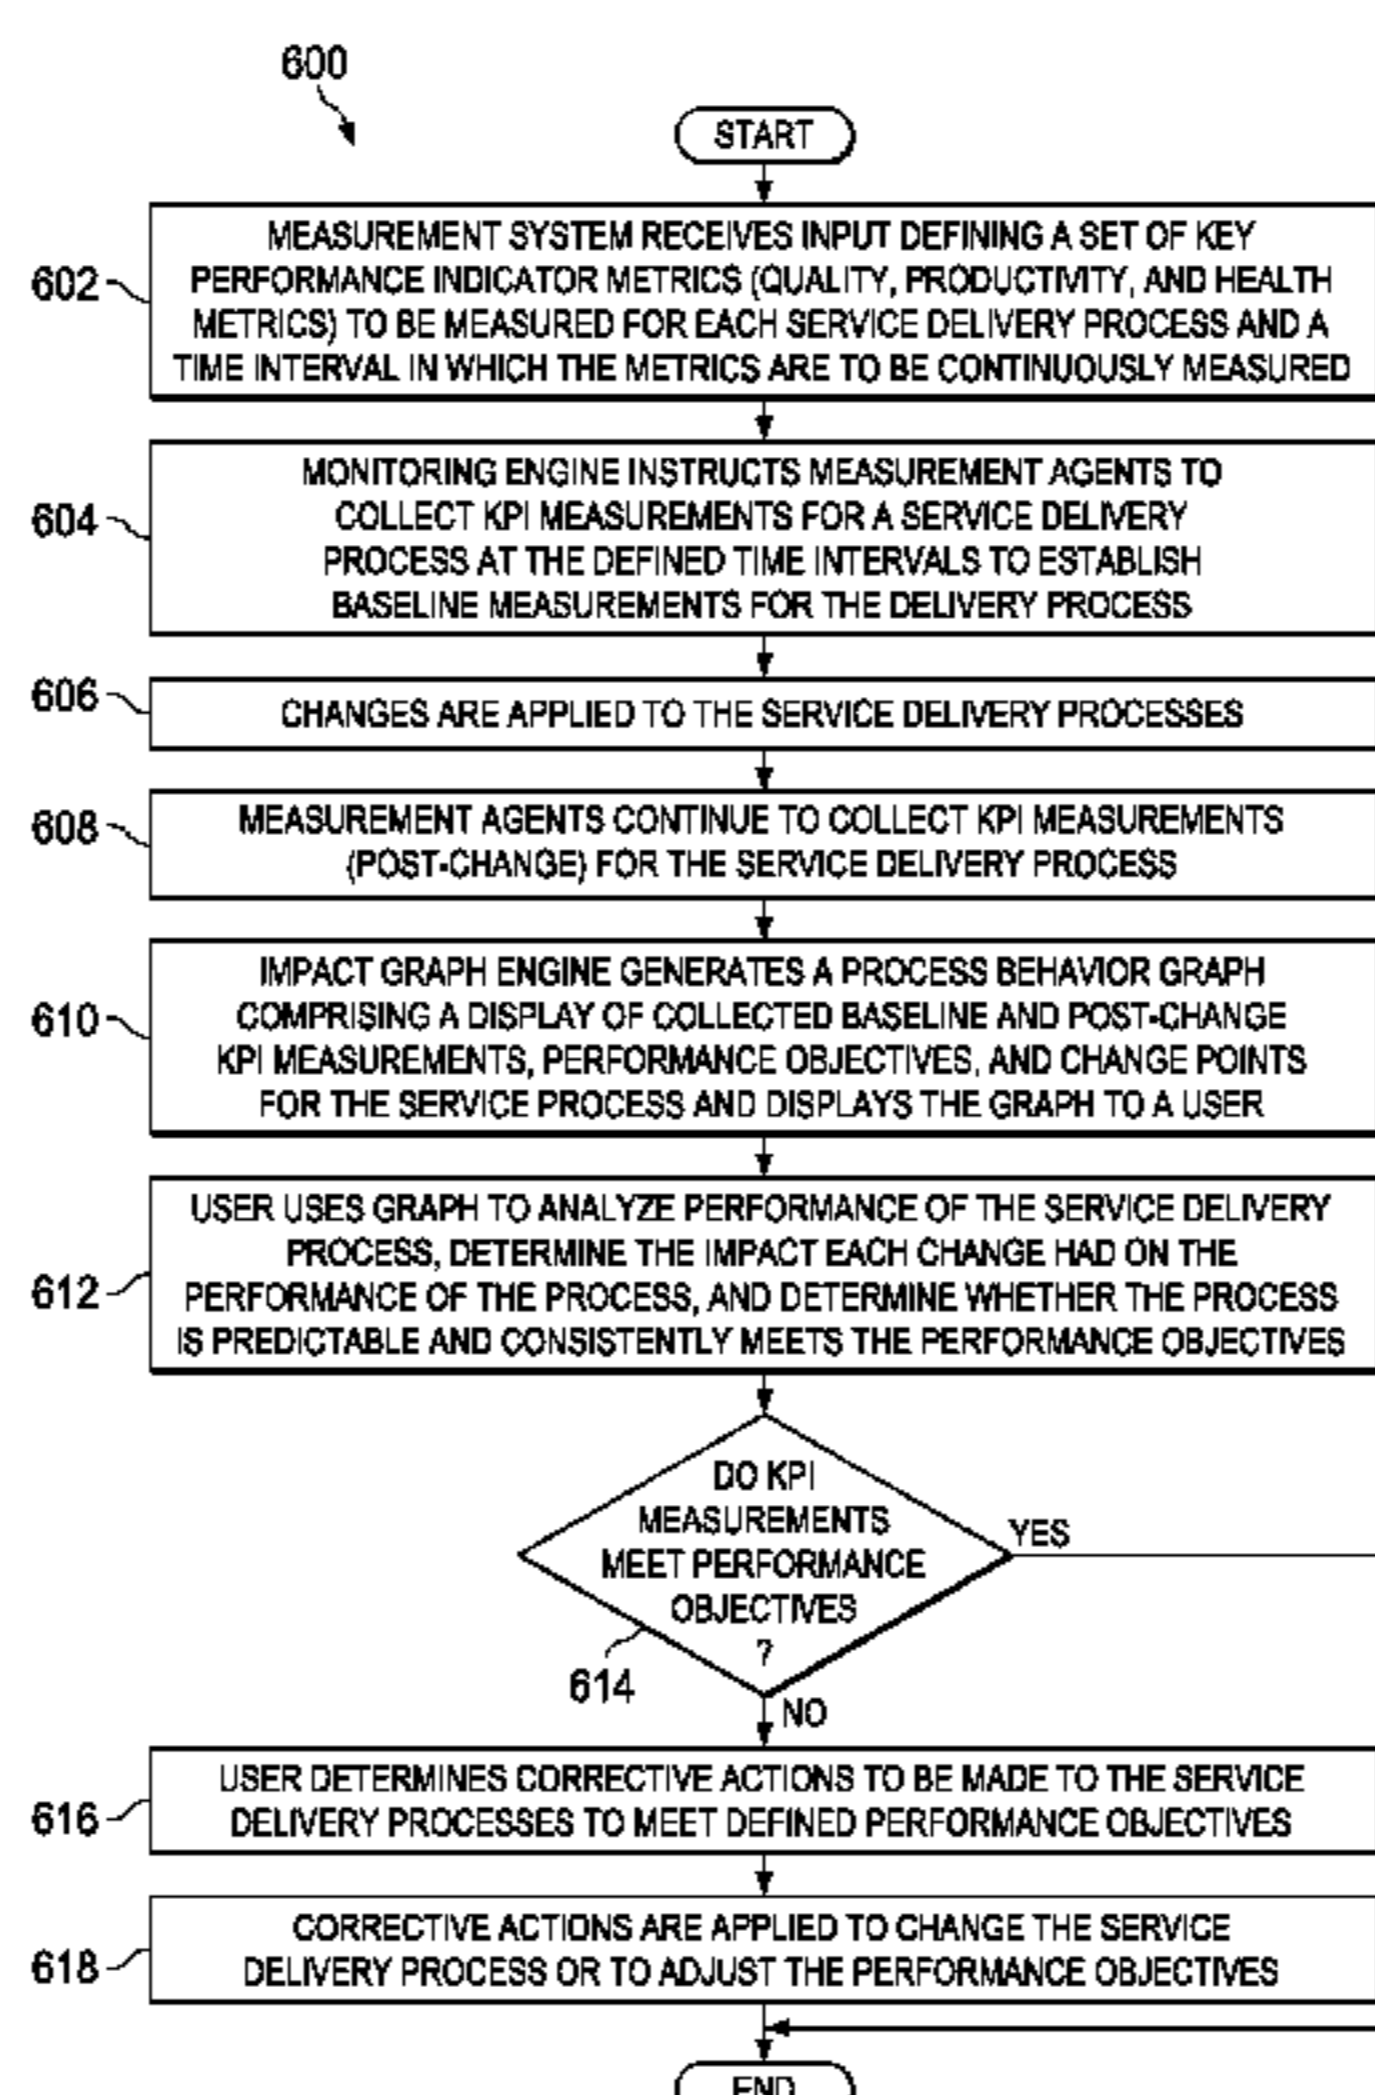 600
START
602
MEASUREMENT SYSTEM RECEIVES INPUT DEFINING A SET OF KEY
PERFORMANCE INDICATOR METRICS (QUALITY, PRODUCTIVITY, AND HEALTH
METRICS) TO BE MEASURED FOR EACH SERVICE DELIVERY PROCESS AND A
TIME INTERVAL IN WHICH THE METRICS ARE TO BE CONTINUOUSLY MEASURED
604
MONITORING ENGINE INSTRUCTS MEASUREMENT AGENTS TO
COLLECT KPI MEASUREMENTS FOR A SERVICE DELIVERY
PROCESS AT THE DEFINED TIME INTERVALS TO ESTABLISH
BASELINE MEASUREMENTS FOR THE DELIVERY PROCESS
606
CHANGES ARE APPLIED TO THE SERVICE DELIVERY PROCESSES
608
MEASUREMENT AGENTS CONTINUE TO COLLECT KPI MEASUREMENTS
(POST-CHANGE) FOR THE SERVICE DELIVERY PROCESS
610
IMPACT GRAPH ENGINE GENERATES A PROCESS BEHAVIOR GRAPH
COMPRISING A DISPLAY OF COLLECTED BASELINE AND POST-CHANGE
KPI MEASUREMENTS, PERFORMANCE OBJECTIVES, AND CHANGE POINTS
FOR THE SERVICE PROCESS AND DISPLAYS THE GRAPH TO A USER
612
USER USES GRAPH TO ANALYZE PERFORMANCE OF THE SERVICE DELIVERY
PROCESS, DETERMINE THE IMPACT EACH CHANGE HAD ON THE
PERFORMANCE OF THE PROCESS, AND DETERMINE WHETHER THE PROCESS
IS PREDICTABLE AND CONSISTENTLY MEETS THE PERFORMANCE OBJECTIVES
DO KPI
MEASUREMENTS
MEET PERFORMANCE
OBJECTIVES
?
YES
614
NO
616
USER DETERMINES CORRECTIVE ACTIONS TO BE MADE TO THE SERVICE
DELIVERY PROCESSES TO MEET DEFINED PERFORMANCE OBJECTIVES
618
CORRECTIVE ACTIONS ARE APPLIED TO CHANGE THE SERVICE
DELIVERY PROCESS OR TO ADJUST THE PERFORMANCE OBJECTIVES
END